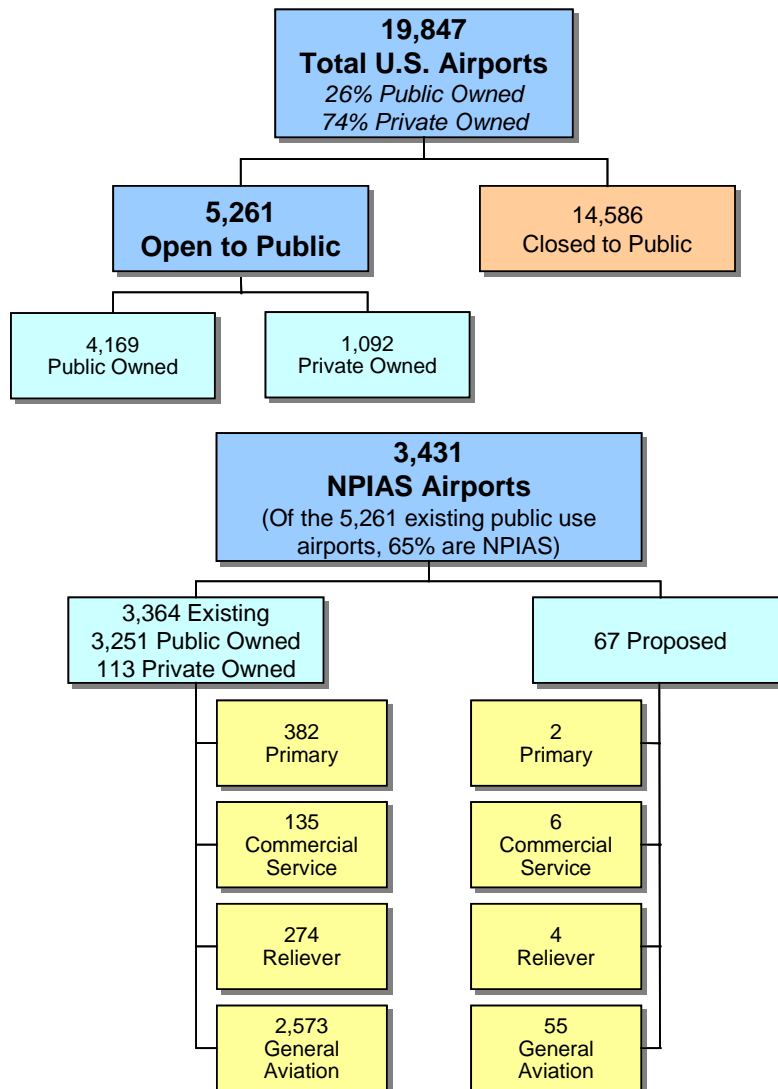 19,847
Total U.S. Airports
26% Public Owned
74% Private Owned
5,261
Open to Public
14,586
Closed to Public
4,169
Public Owned
1,092
Private Owned
3,431
NPIAS Airports
(Of the 5,261 existing public use
airports, 65% are NPIAS)
3,364 Existing
3,251 Public Owned
113 Private Owned
67 Proposed
382
Primary
2
Primary
135
Commercial
Service
6
Commercial
Service
274
Reliever
4
Reliever
2,573
General
Aviation
55
General
Aviation